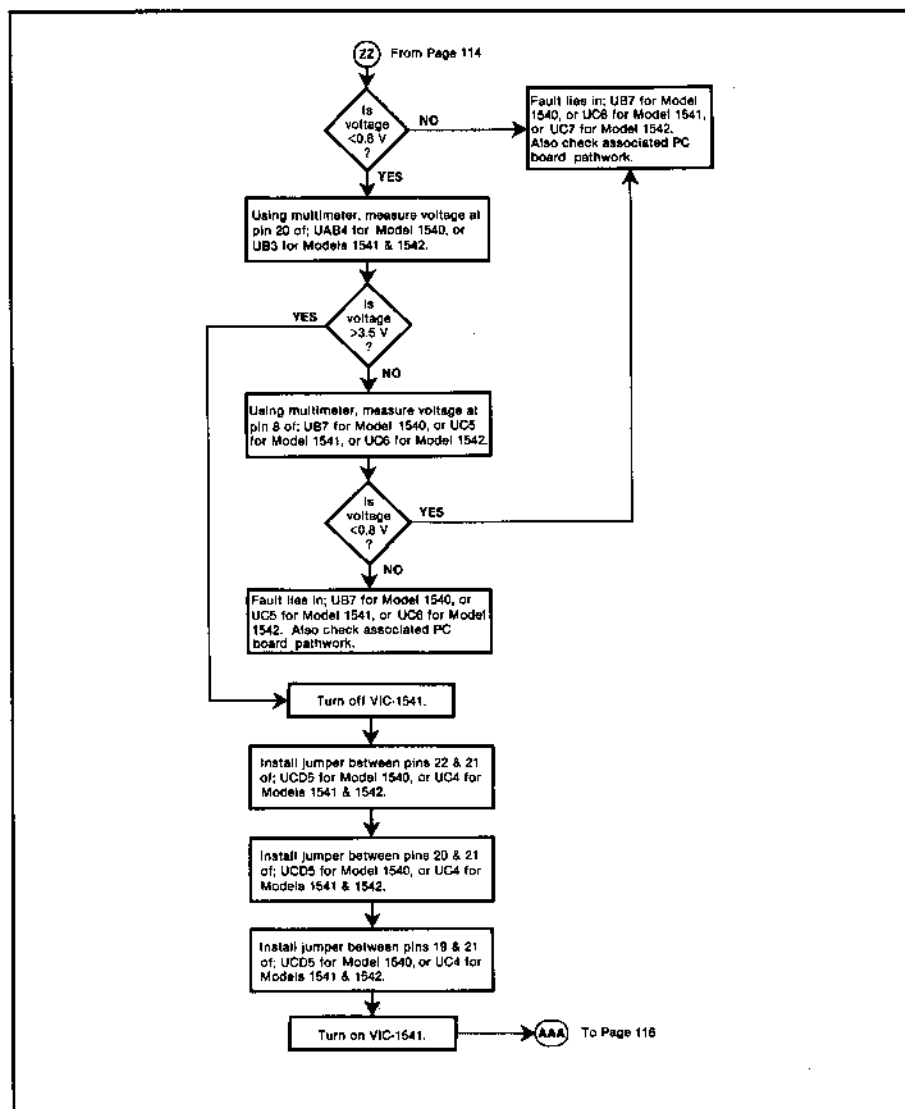 ZZ From Page 114
Is
voltage
<0.8 V
?
NO
YES
Fault lies in; UB7 for Model
1540, or UC6 for Model 1541,
or UC7 for Model 1542.
Also check associated PC
board pathwork.
Using multimeter, measure voltage at
pin 20 of; UAB4 for Model 1540, or
UB3 for Models 1541 & 1542.
Is
voltage
>3.5 V
?
YES
NO
Using multimeter, measure voltage at
pin 8 of; UB7 for Model 1540, or UC5
for Model 1541, or UC6 for Model 1542.
Is
voltage
<0.8 V
?
YES
NO
Fault lies in; UB7 for Model 1540, or
UC5 for Model 1541, or UC6 for Model
1542. Also check associated PC
board pathwork.
Turn off VIC-1541.
Install jumper between pins 22 & 21
of; UCD5 for Model 1540, or UC4 for
Models 1541 & 1542.
Install jumper between pins 20 & 21
of; UCD5 for Model 1540, or UC4 for
Models 1541 & 1542.
Install jumper between pins 19 & 21
of; UCD5 for Model 1540, or UC4 for
Models 1541 & 1542.
Turn on VIC-1541.
AAA To Page 116